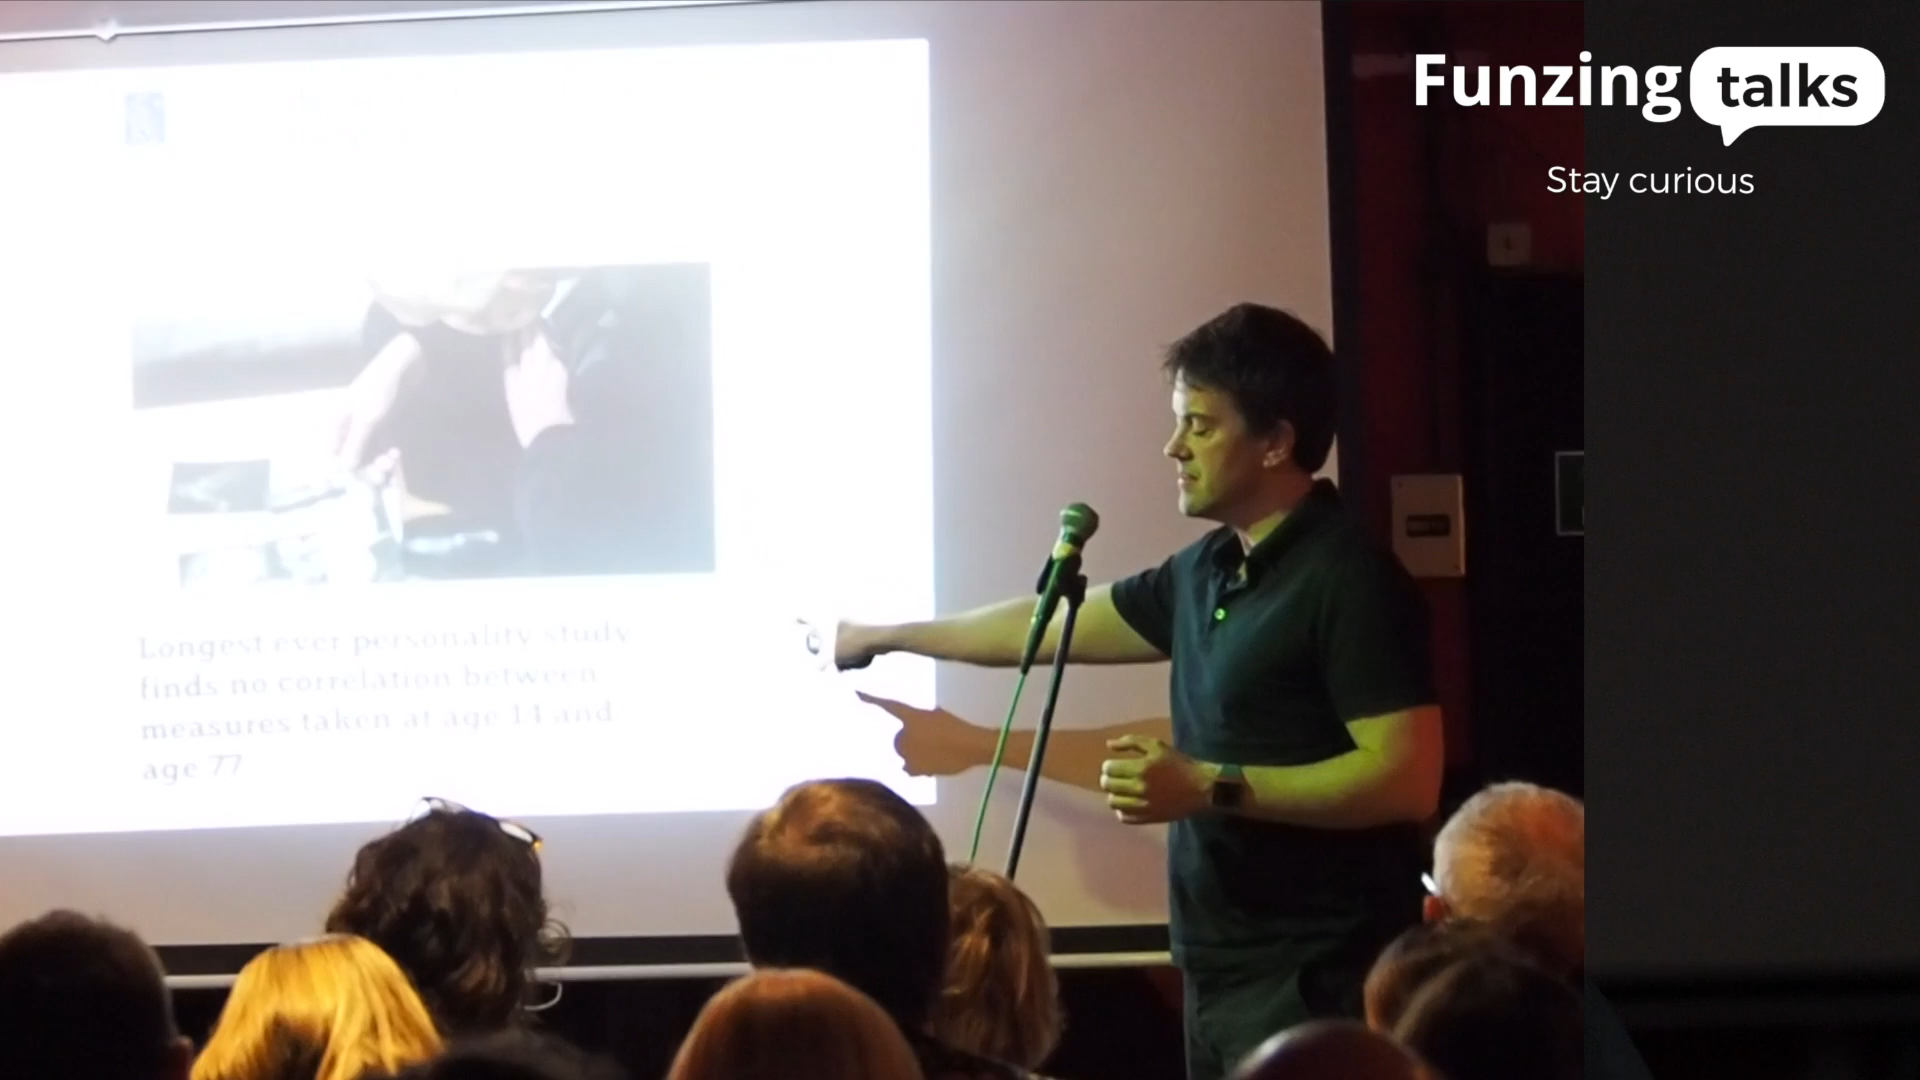 Funzing talks
Stay curious
Longest ever personality study
finds no correlation between
measures taken at age 14 and
age 77